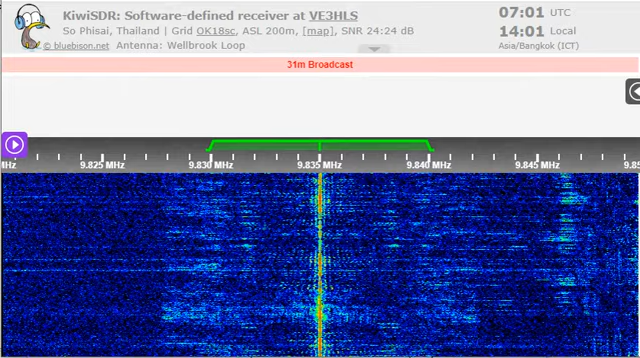 KiwiSDR: Software-defined receiver at VE3HLS
07:01 UTC
So Phisai, Thailand | Grid OK18sc, ASL 200m, [map], SNR 24:24 dB
14:01 Local
© bluebison.net Antenna: Wellbrook Loop
Asia/Bangkok (ICT)
31m Broadcast
MHz 9.825 MHz 9.830 MHz 9.835 MHz 9.840 MHz 9.845 MHz 9.85